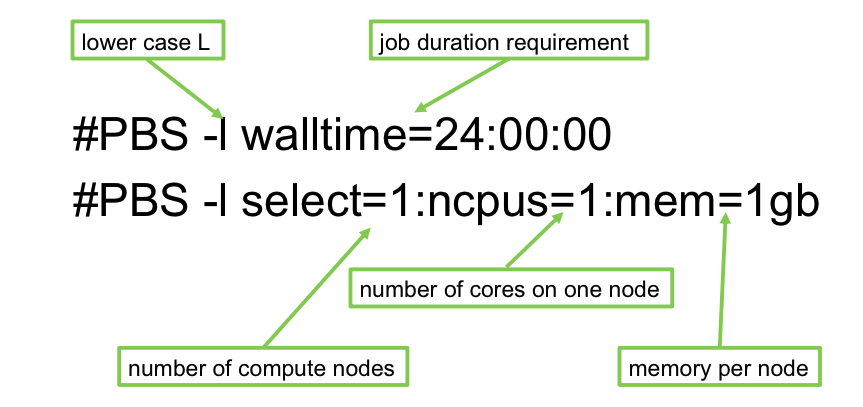 lower case L
job duration requirement
#PBS -l walltime=24:00:00
#PBS -l select=1:ncpus=1:mem=1gb
number of cores on one node
number of compute nodes
memory per node